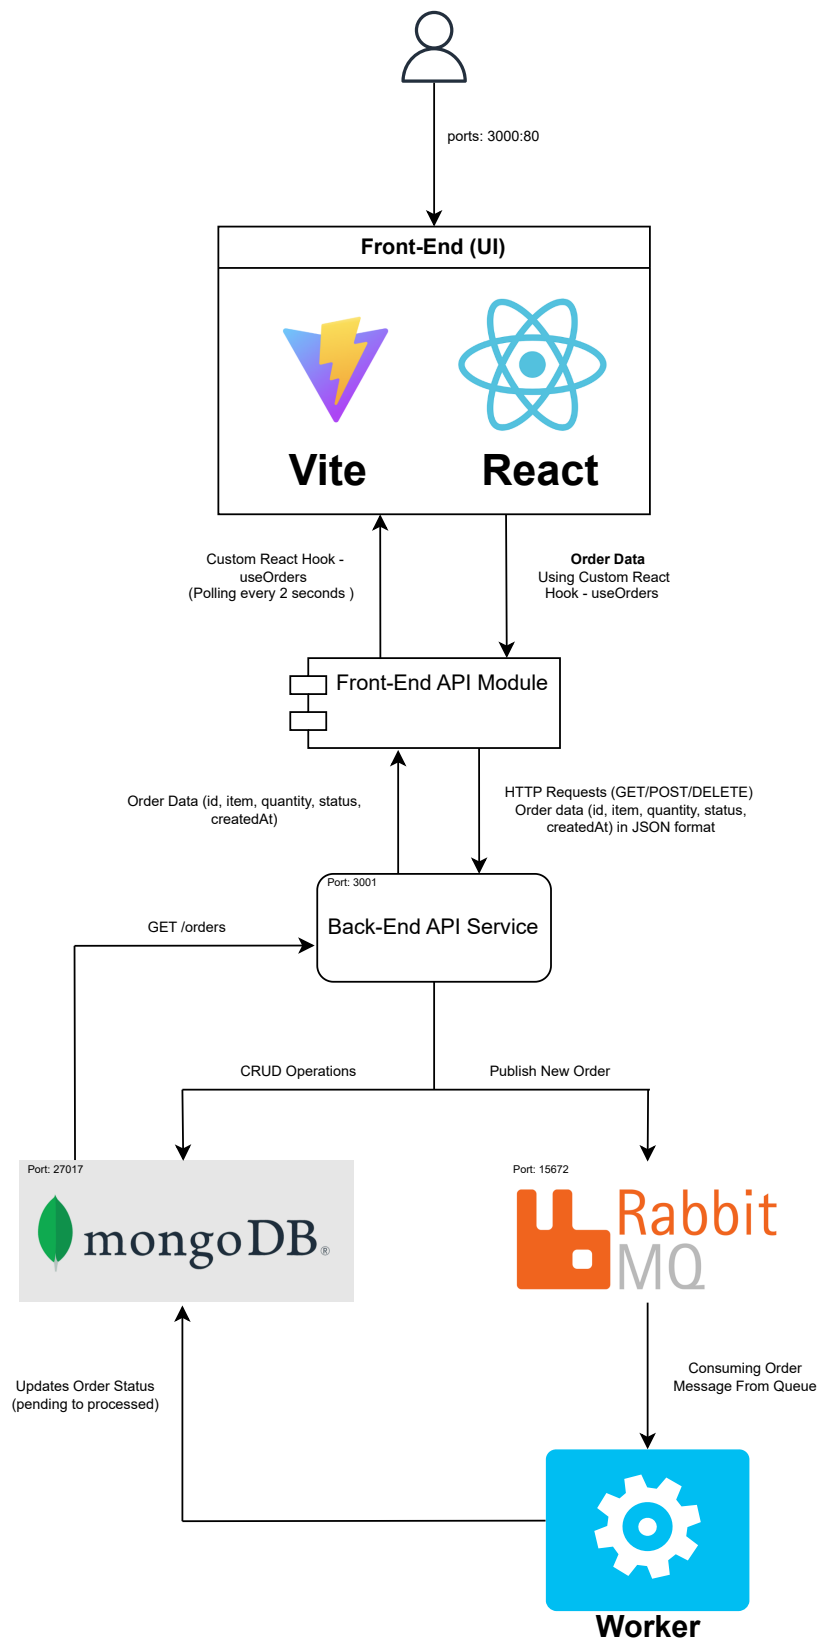 ports: 3000:80
Front-End (UI)
Vite
React
Custom React Hook -
useOrders
(Polling every 2 seconds )
Order Data
Using Custom React
Hook - useOrders
Front-End API Module
Order Data (id, item, quantity, status,
createdAt)
HTTP Requests (GET/POST/DELETE)
Order data (id, item, quantity, status,
createdAt) in JSON format
Port: 3001
Back-End API Service
GET /orders
CRUD Operations
Publish New Order
Port: 27017
mongoDB®
Port: 15672
Rabbit
MQ
Updates Order Status
(pending to processed)
Consuming Order
Message From Queue
Worker